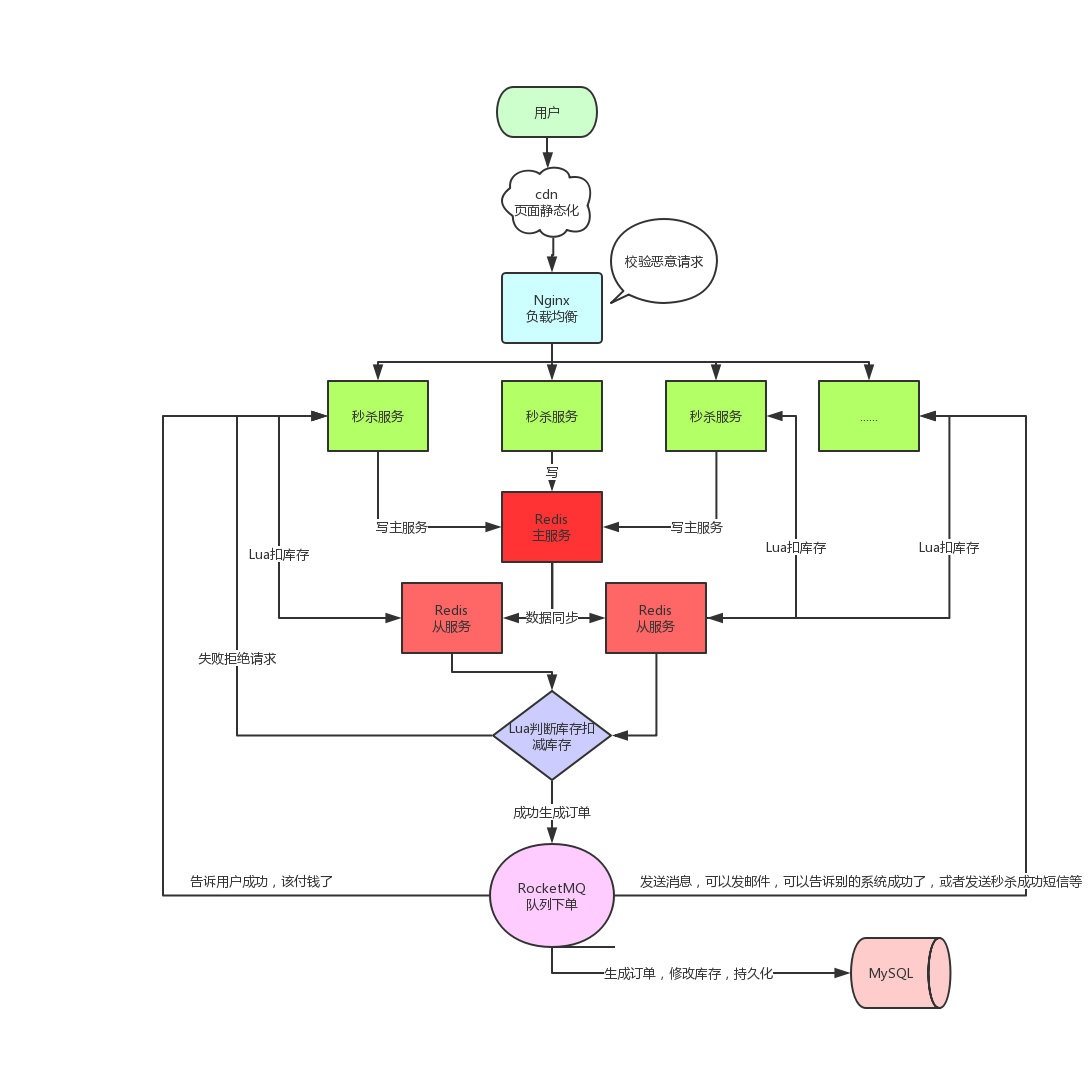 用户
cdn
页面静态化
校验恶意请求
Nginx
负载均衡
秒杀服务
秒杀服务
秒杀服务
......
写
Redis
主服务
写主服务
写主服务
Lua扣库存
Lua扣库存
Lua扣库存
Redis
从服务
数据同步
Redis
从服务
失败拒绝请求
Lua判断库存扣
减库存
成功生成订单
告诉用户成功，该付钱了
RocketMQ
队列下单
发送消息，可以发邮件，可以告诉别的系统成功了，或者发送秒杀成功短信等
生成订单，修改库存，持久化
MySQL